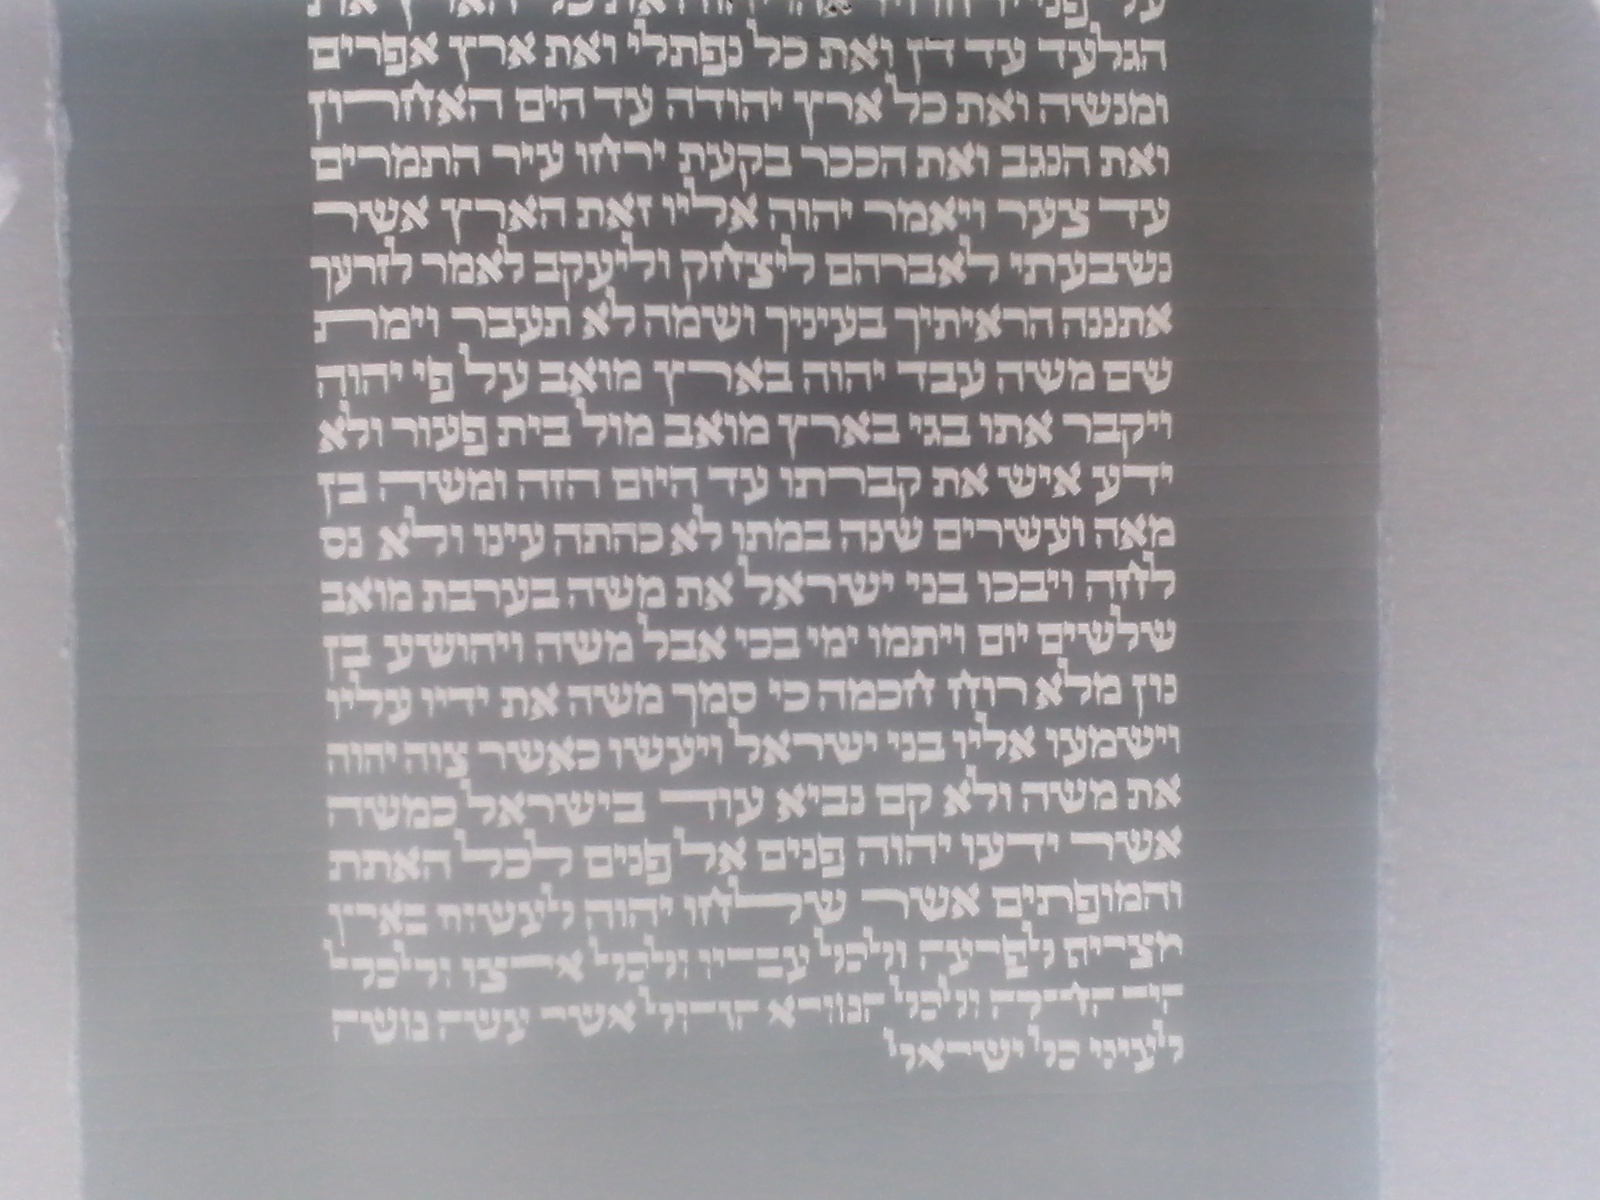 על פני
הגלעד עד דן ואת כל נפתלי ואת ארץ אפרים
ומנשה ואת כל ארץ יהודה עד הים האחרון
ואת הנגב ואת הככר בקעת ירחו עיר התמרים
עד צער ויאמר יהוה אליו זאת הארץ אשר
נשבעתי לאברהם ליצחק וליעקב לאמר לזרעך
אתננה הראיתיך בעיניך ושמה לא תעבר וימת
שם משה עבד יהוה בארץ מואב על פי יהוה
ויקבר אתו בגי בארץ מואב מול בית פעור ולא
ידע איש את קברתו עד היום הזה ומשה בן
מאה ועשרים שנה במתו לא כהתה עינו ולא נס
לחה ויבכו בני ישראל את משה בערבת מואב
שלשים יום ויתמו ימי בכי אבל משה ויהושע בן
נון מלא רוח חכמה כי סמך משה את ידיו עליו
וישמעו אליו בני ישראל ויעשו כאשר צוה יהוה
את משה ולא קם נביא עוד בישראל כמשה
אשר ידעו יהוה פנים אל פנים לכל האתת
והמופתים אשר שלחו יהוה לעשות בארץ
מצרים לפרעה ולכל עבדיו ולכל ארצו ולכל
היד החזקה ולכל המורא הגדול אשר עשה משה
לעיני כל ישראל